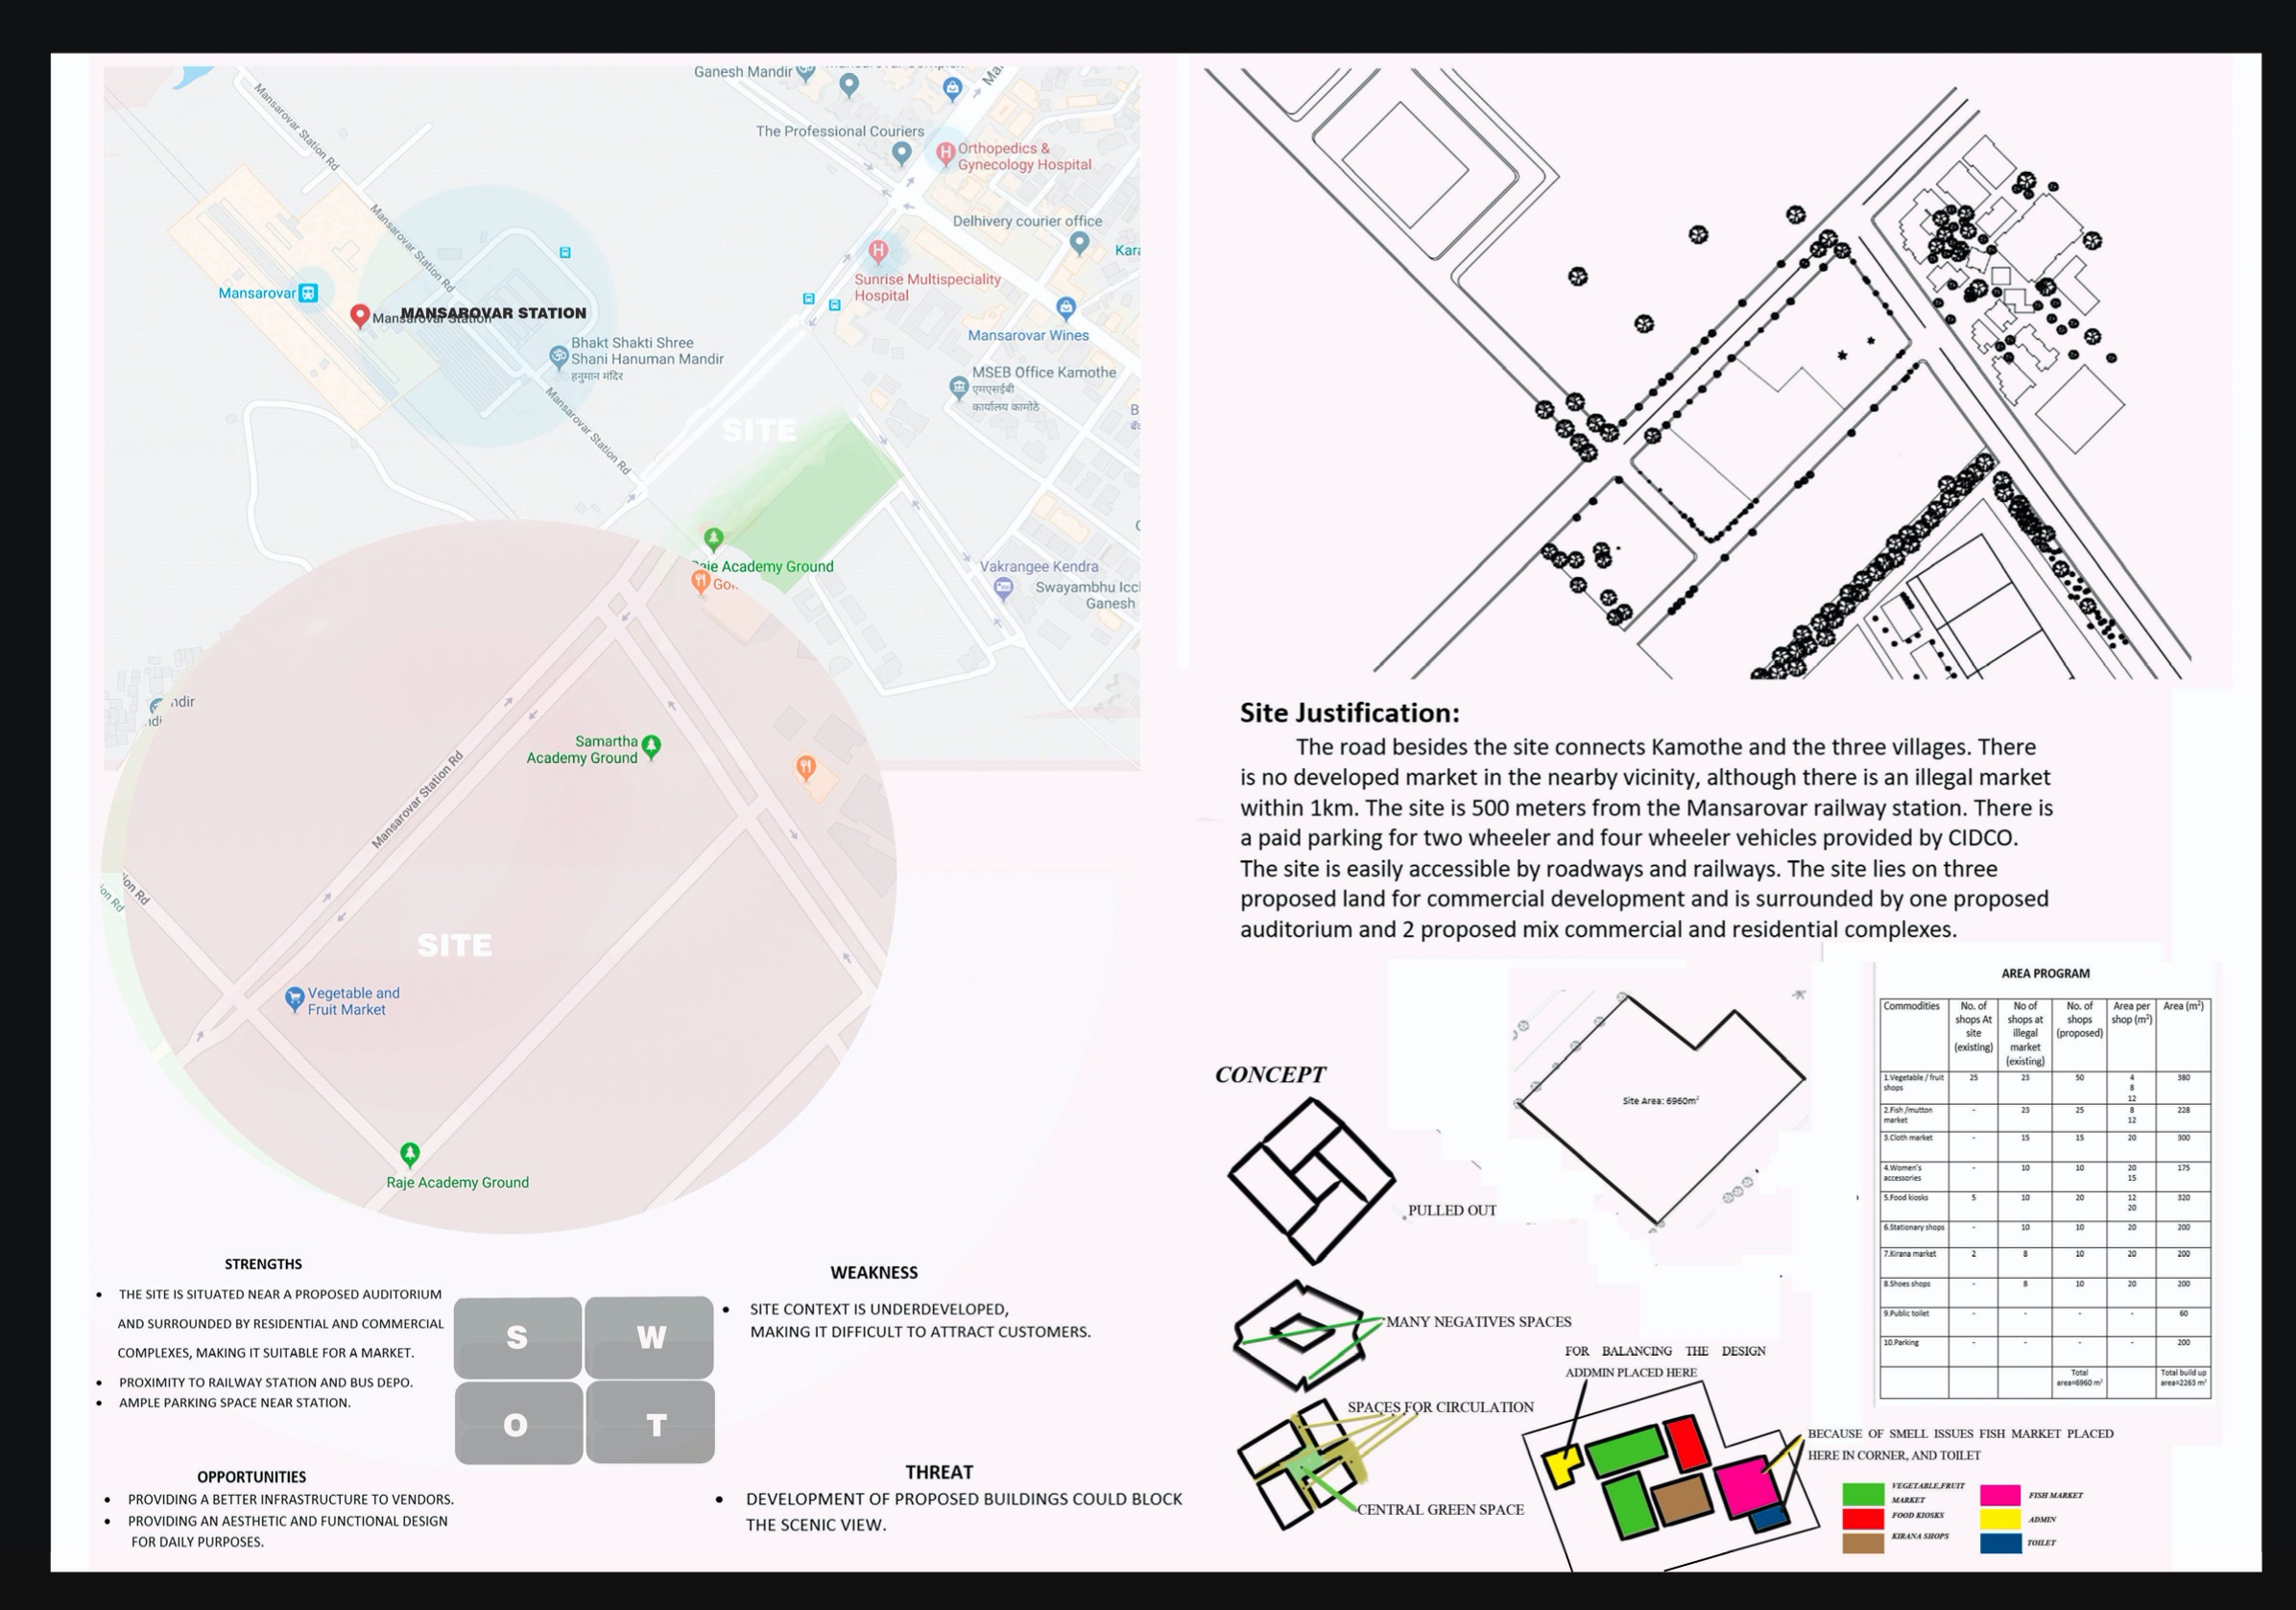 Ganesh Mandir
Mansarovar Station Rd
The Professional Couriers
Orthopedics &
Gynecology Hospital
Mansarovar Station Rd
Delhivery courier office
Sunrise Multispeciality
Hospital
Mansarovar
Mansarovar Station
MANSAROVAR STATION
Mansarovar Wines
Bhakt Shakti Shree
Shani Hanuman Mandir
हनुमान मंदिर
MSEB Office Kamothe
एमएसईबी
कार्यालय कामोठे
Mansarovar Station Rd
SITE
Raje Academy Ground
Vakrangee Kendra
Swayambhu
Ganesh
ndir
Samartha
Academy Ground
Mansarovar Station Rd
ion Rd
ion Rd
SITE
Vegetable and
Fruit Market
Raje Academy Ground
STRENGTHS
• THE SITE IS SITUATED NEAR A PROPOSED AUDITORIUM
AND SURROUNDED BY RESIDENTIAL AND COMMERCIAL
COMPLEXES, MAKING IT SUITABLE FOR A MARKET.
• PROXIMITY TO RAILWAY STATION AND BUS DEPO.
• AMPLE PARKING SPACE NEAR STATION.
S W
O T
WEAKNESS
• SITE CONTEXT IS UNDERDEVELOPED,
MAKING IT DIFFICULT TO ATTRACT CUSTOMERS.
OPPORTUNITIES
• PROVIDING A BETTER INFRASTRUCTURE TO VENDORS.
• PROVIDING AN AESTHETIC AND FUNCTIONAL DESIGN
FOR DAILY PURPOSES.
THREAT
• DEVELOPMENT OF PROPOSED BUILDINGS COULD BLOCK
THE SCENIC VIEW.
Site Justification:
The road besides the site connects Kamothe and the three villages. There
is no developed market in the nearby vicinity, although there is an illegal market
within 1km. The site is 500 meters from the Mansarovar railway station. There is
a paid parking for two wheeler and four wheeler vehicles provided by CIDCO.
The site is easily accessible by roadways and railways. The site lies on three
proposed land for commercial development and is surrounded by one proposed
auditorium and 2 proposed mix commercial and residential complexes.
CONCEPT
PULLED OUT
MANY NEGATIVES SPACES
SPACES FOR CIRCULATION
CENTRAL GREEN SPACE
Site Area: 6960m²
FOR BALANCING THE DESIGN
ADDMIN PLACED HERE
BECAUSE OF SMELL ISSUES FISH MARKET PLACED
HERE IN CORNER, AND TOILET
VEGETABLE,FRUIT
MARKET
FOOD KIOSKS
KIRANA SHOPS
FISH MARKET
ADMIN
TOILET
AREA PROGRAM
Commodities
No. of
shops At
site
(existing)
No of
shops at
illegal
market
(existing)
No. of
shops
(proposed)
Area per
shop (m²)
Area (m²)
1.Vegetable / fruit
shops
25 23 50
4
8
12
380
2.Fish /mutton
market
- 23 25
8
12
228
3.Cloth market - 15 15 20 300
4.Women's
accessories
- 10 10
20
15
175
5.Food kiosks 5 10 20
12
20
320
6.Stationary shops - 10 10 20 200
7.Kirana market 2 8 10 20 200
8.Shoes shops - 8 10 20 200
9.Public toilet - - - - 60
10.Parking - - - - 200
Total
area=6960 m²
Total build up
area=2263 m²